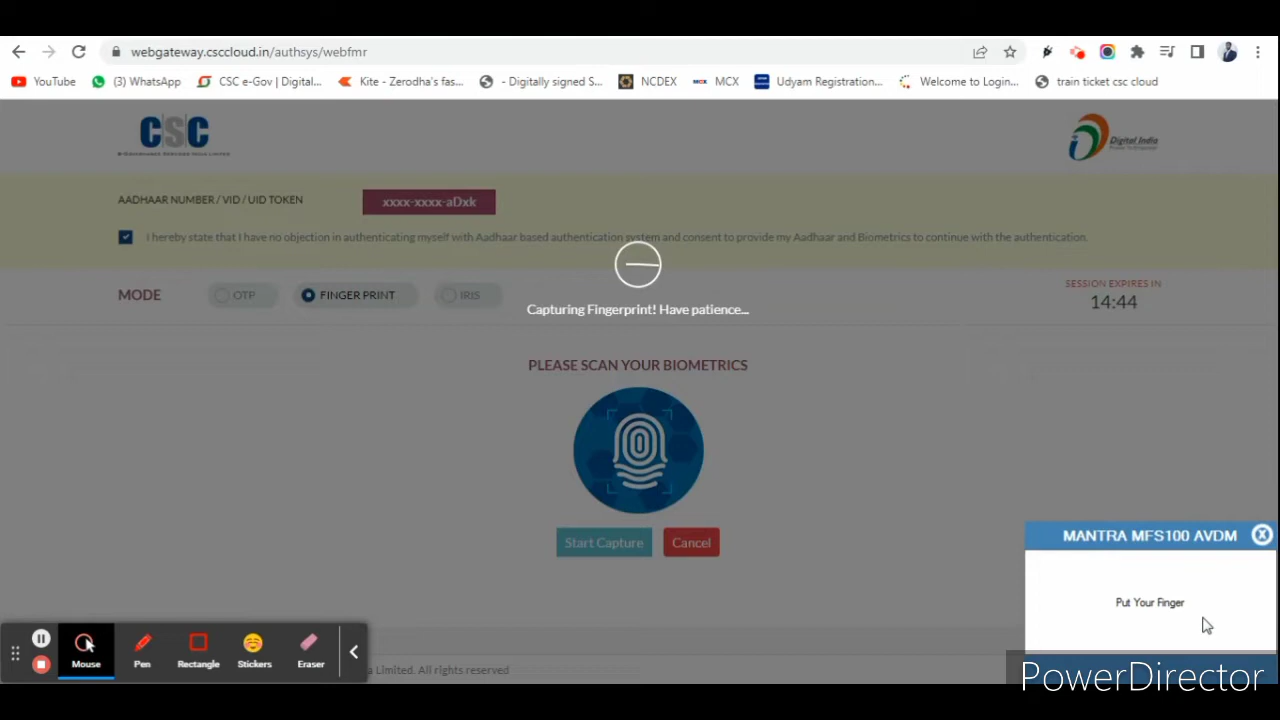 webgateway.csccloud.in/authsys/webfmr
YouTube (3) WhatsApp CSC e-Gov | Digital... Kite - Zerodha's fas... - Digitally signed S... NCDEX MCX Udyam Registration... Welcome to Login... train ticket csc cloud
CSC
Digital India
Power To Empower
AADHAAR NUMBER / VID / UID TOKEN xxxx-xxxx-aDxk
I hereby state that I have no objection in authenticating myself with Aadhaar based authentication system and consent to provide my Aadhaar and Biometrics to continue with the authentication.
MODE OTP FINGER PRINT IRIS
SESSION EXPIRES IN
14:44
Capturing Fingerprint! Have patience...
PLEASE SCAN YOUR BIOMETRICS
Start Capture Cancel
MANTRA MFS100 AVDM
Put Your Finger
Mouse Pen Rectangle Stickers Eraser
a Limited. All rights reserved
PowerDirector